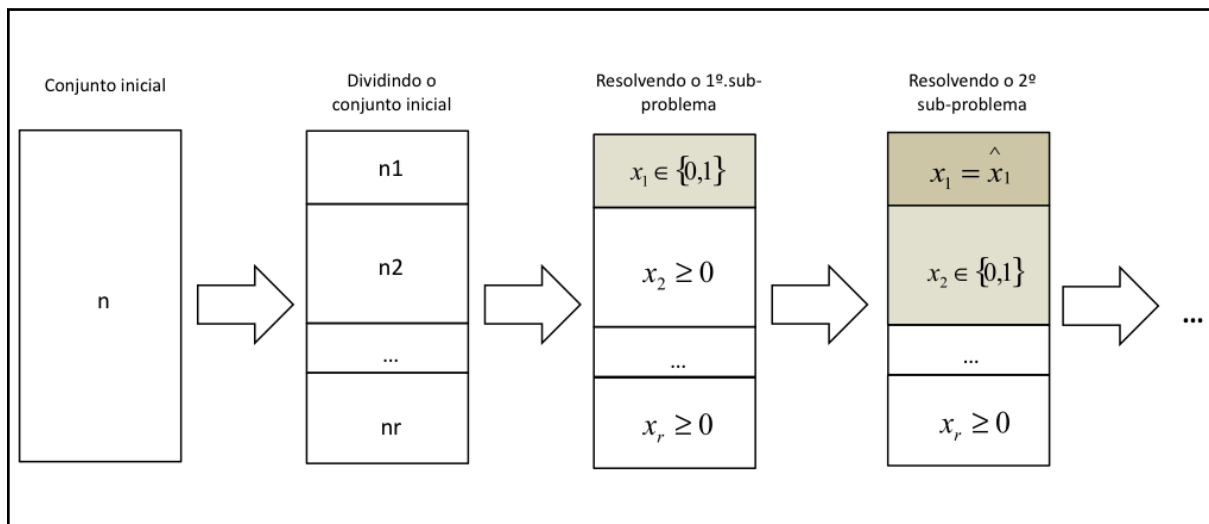 Conjunto inicial
Dividindo o
conjunto inicial
Resolvendo o 1º.sub-
problema
Resolvendo o 2º
sub-problema
n
n1
n2
...
nr
x₁ ∈ {0,1}
x₂ ≥ 0
...
xᵣ ≥ 0
x₁ = x̂₁
x₂ ∈ {0,1}
...
xᵣ ≥ 0
...